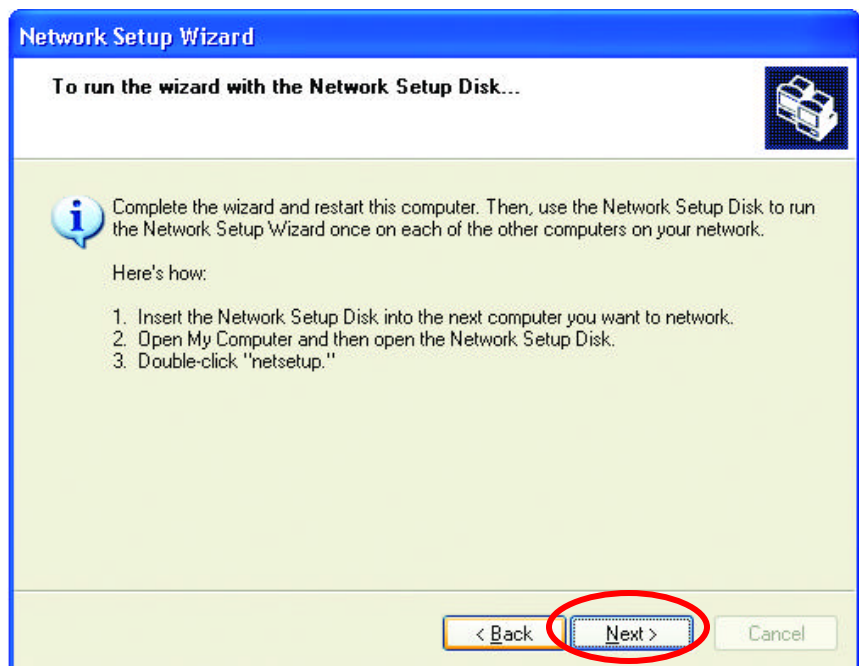 Network Setup Wizard
To run the wizard with the Network Setup Disk...
Complete the wizard and restart this computer. Then, use the Network Setup Disk to run
the Network Setup Wizard once on each of the other computers on your network.
Here's how:
1. Insert the Network Setup Disk into the next computer you want to network.
2. Open My Computer and then open the Network Setup Disk.
3. Double-click "netsetup."
< Back Next > Cancel